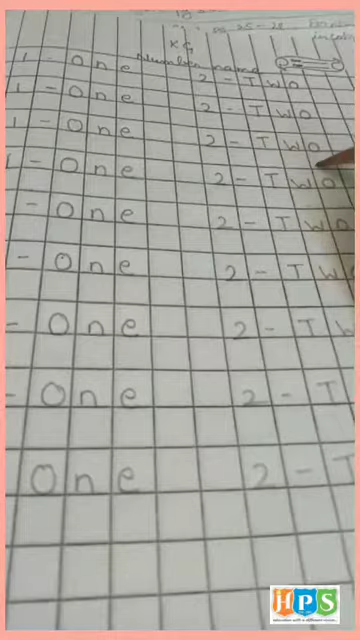 KG
Number name
1 - One 2 - TWO
1 - One 2 - TWO
1 - One 2 - TWO
1 - One 2 - TWO
- One 2 - TWO
- One 2 - TW
- One 2 - TW
- One 2 - T
One 2 - T
HPS